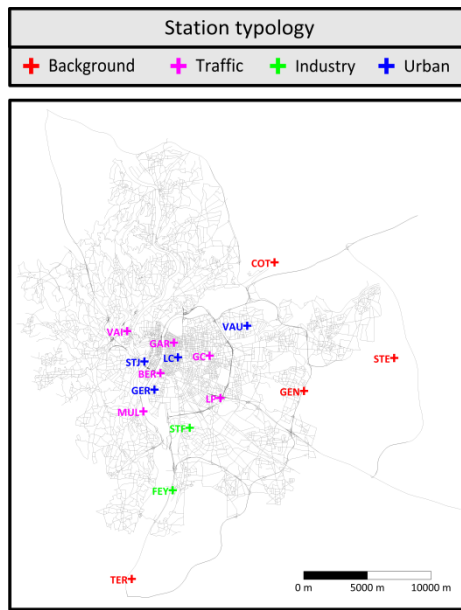 Station typology
Background Traffic Industry Urban
COT
VAI
VAU
GAR
STJ
LC
GC
STE
BER
GER
GEN
LP
MUL
STF
FEY
TER
0 m 5000 m 10000 m